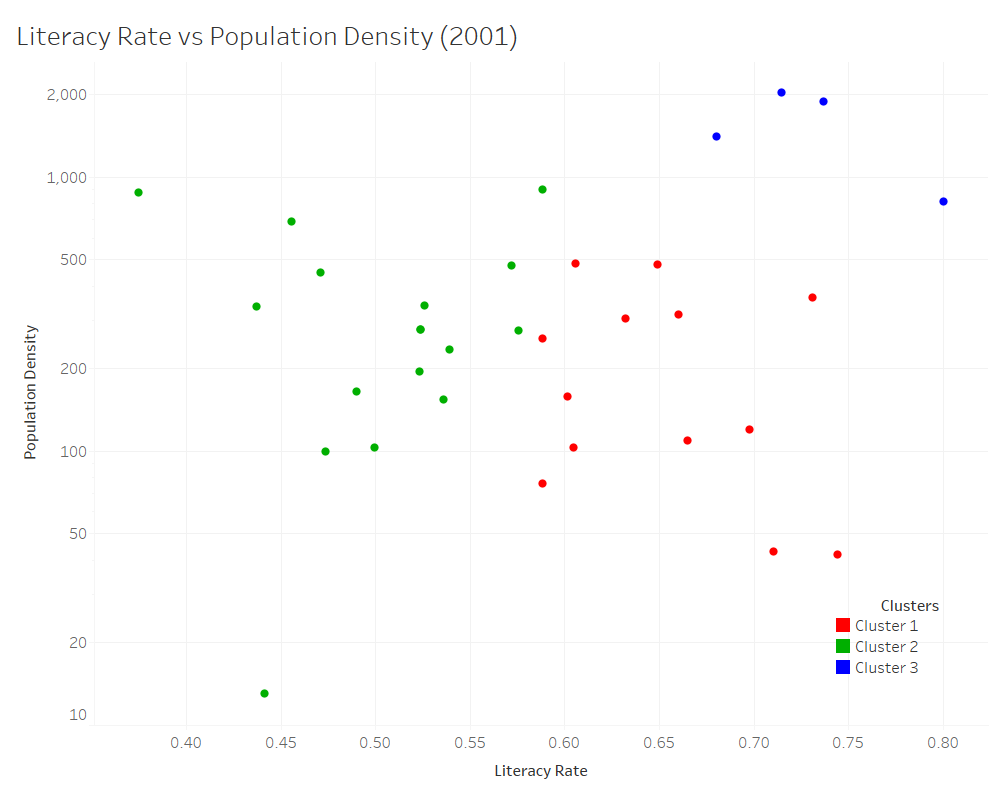 Literacy Rate vs Population Density (2001)
2,000
1,000
500
200
100
50
20
10
Population Density
0.40 0.45 0.50 0.55 0.60 0.65 0.70 0.75 0.80
Literacy Rate
Clusters
Cluster 1
Cluster 2
Cluster 3